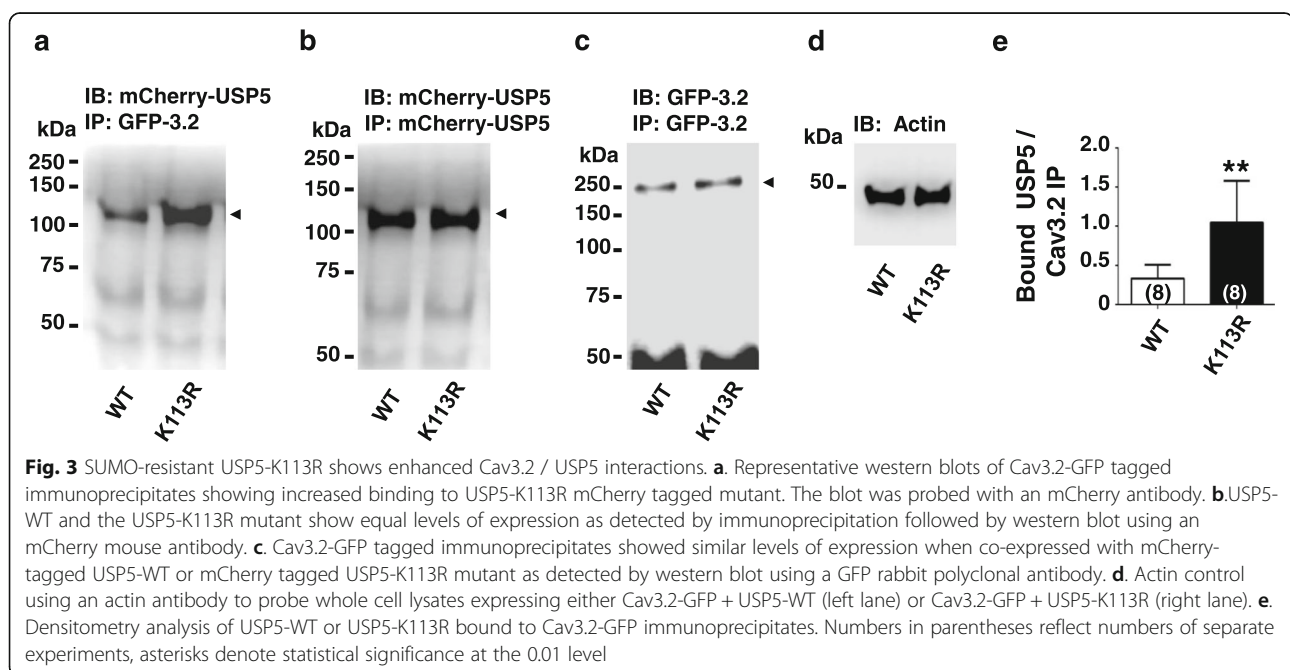 a
IB: mCherry-USP5
IP: GFP-3.2
kDa
250
150
100
75
50
WT
K113R
b
IB: mCherry-USP5
IP: mCherry-USP5
kDa
250
150
100
75
50
WT
K113R
c
IB: GFP-3.2
IP: GFP-3.2
kDa
250
150
100
75
50
WT
K113R
d
IB: Actin
kDa
50
WT
K113R
e
Bound USP5 /
Cav3.2 IP
2.0
1.5
1.0
0.5
0
**
(8)
(8)
WT
K113R
Fig. 3 SUMO-resistant USP5-K113R shows enhanced Cav3.2 / USP5 interactions. a. Representative western blots of Cav3.2-GFP tagged
immunoprecipitates showing increased binding to USP5-K113R mCherry tagged mutant. The blot was probed with an mCherry antibody. b.USP5-
WT and the USP5-K113R mutant show equal levels of expression as detected by immunoprecipitation followed by western blot using an
mCherry mouse antibody. c. Cav3.2-GFP tagged immunoprecipitates showed similar levels of expression when co-expressed with mCherry-
tagged USP5-WT or mCherry tagged USP5-K113R mutant as detected by western blot using a GFP rabbit polyclonal antibody. d. Actin control
using an actin antibody to probe whole cell lysates expressing either Cav3.2-GFP + USP5-WT (left lane) or Cav3.2-GFP + USP5-K113R (right lane). e.
Densitometry analysis of USP5-WT or USP5-K113R bound to Cav3.2-GFP immunoprecipitates. Numbers in parentheses reflect numbers of separate
experiments, asterisks denote statistical significance at the 0.01 level